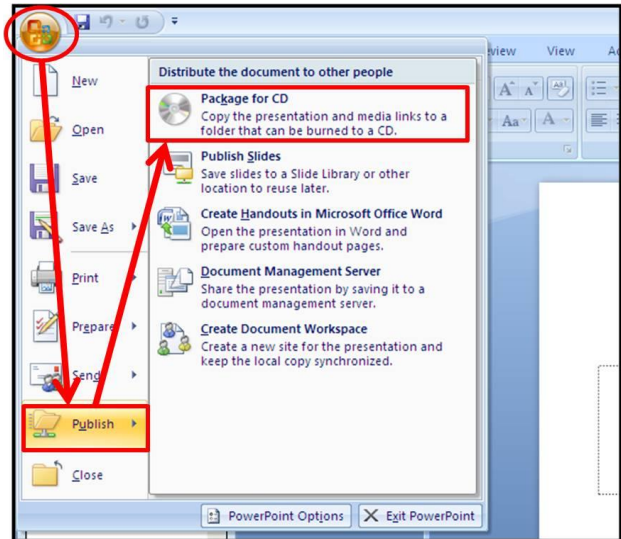 view View
New
Open
Save
Save As
Print
Prepare
Send
Publish
Close
Distribute the document to other people
Package for CD
Copy the presentation and media links to a
folder that can be burned to a CD.
Publish Slides
Save slides to a Slide Library or other
location to reuse later.
Create Handouts in Microsoft Office Word
Open the presentation in Word and
prepare custom handout pages.
Document Management Server
Share the presentation by saving it to a
document management server.
Create Document Workspace
Create a new site for the presentation and
keep the local copy synchronized.
PowerPoint Options
Exit PowerPoint
A A
Aa A